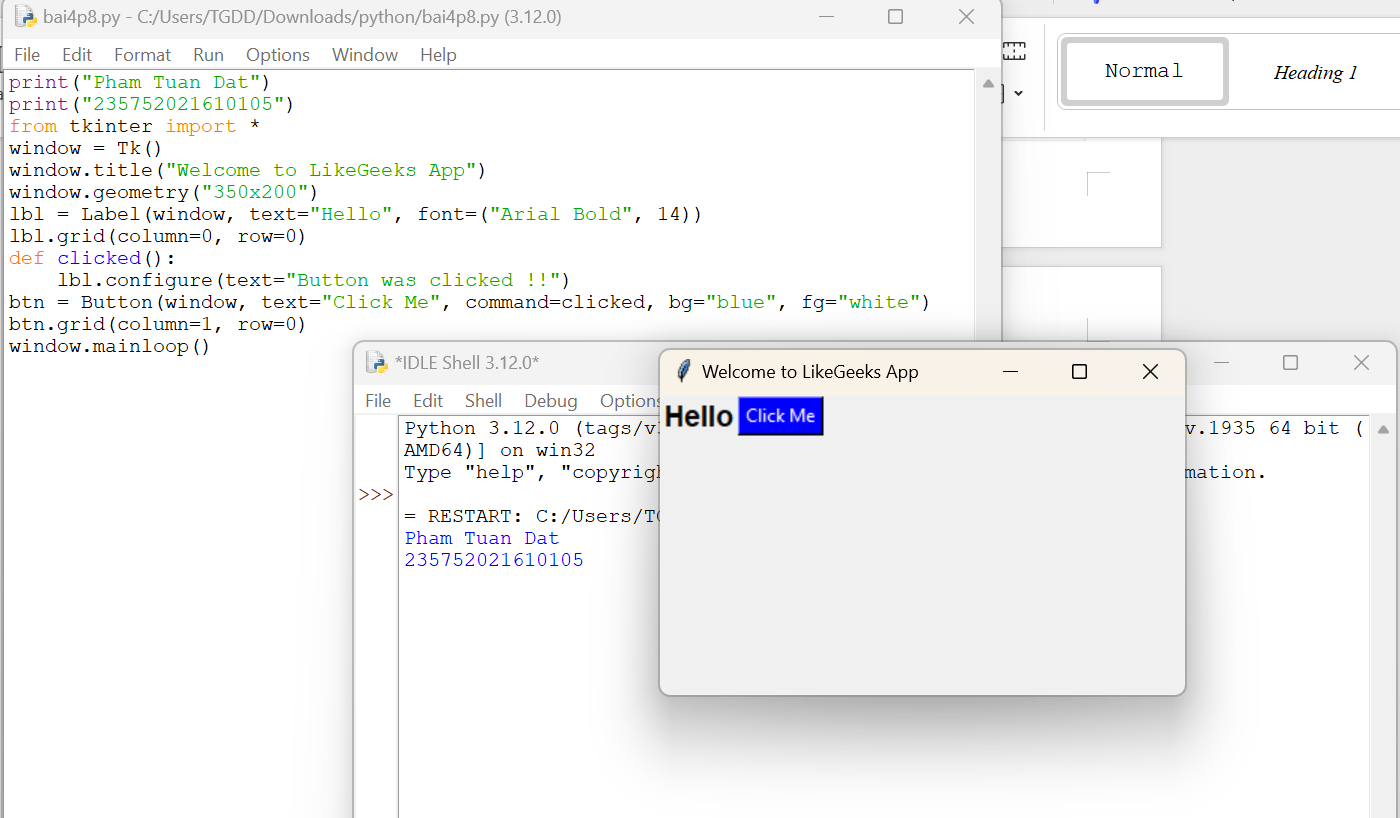 bai4p8.py - C:/Users/TGDD/Downloads/python/bai4p8.py (3.12.0)
File Edit Format Run Options Window Help
print("Pham Tuan Dat")
print("235752021610105")
from tkinter import *
window = Tk()
window.title("Welcome to LikeGeeks App")
window.geometry("350x200")
lbl = Label(window, text="Hello", font=("Arial Bold", 14))
lbl.grid(column=0, row=0)
def clicked():
    lbl.configure(text="Button was clicked !!")
btn = Button(window, text="Click Me", command=clicked, bg="blue", fg="white")
btn.grid(column=1, row=0)
window.mainloop()
Normal
Heading 1
*IDLE Shell 3.12.0*
File Edit Shell Debug Options
Python 3.12.0 (tags/v v.1935 64 bit (
AMD64)] on win32
Type "help", "copyrigh mation.
>>>
= RESTART: C:/Users/TG
Pham Tuan Dat
235752021610105
Welcome to LikeGeeks App
Hello Click Me